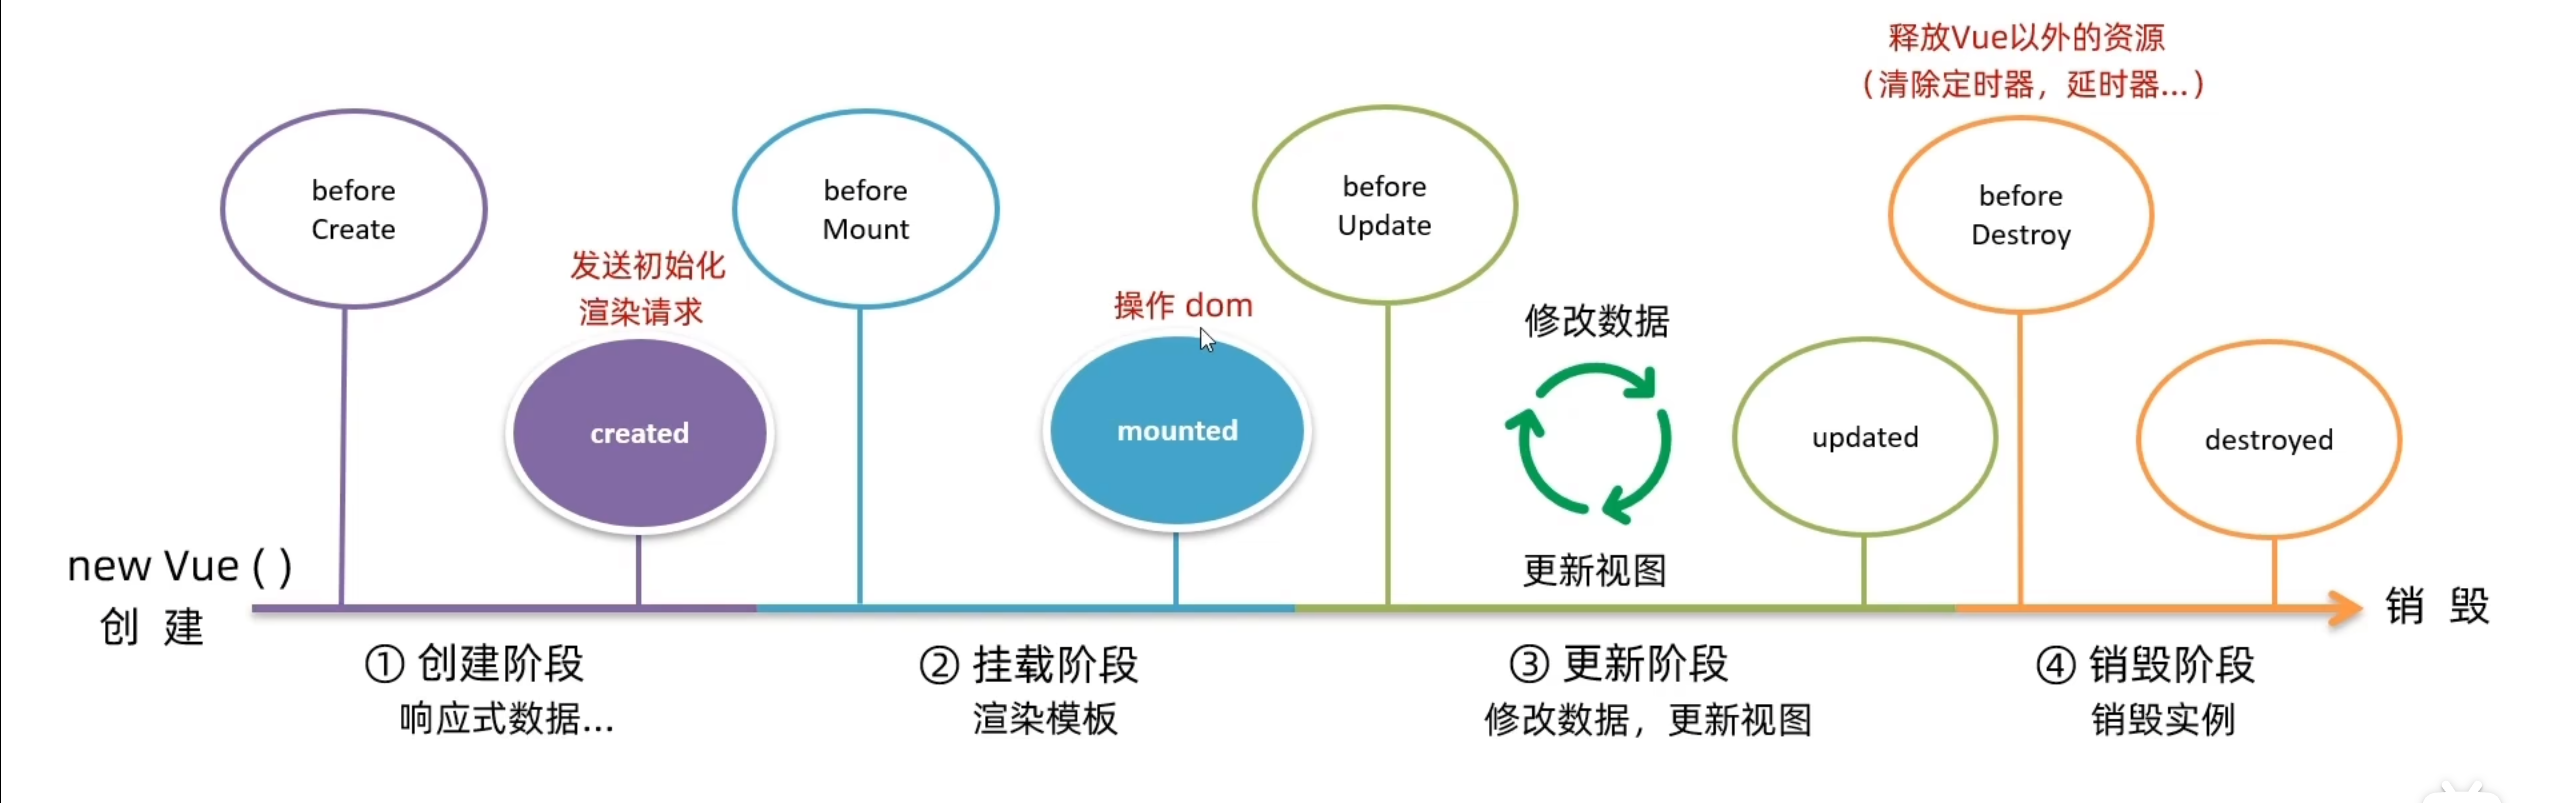 释放Vue以外的资源
（清除定时器，延时器...）
before
Create
before
Mount
before
Update
before
Destroy
发送初始化
渲染请求
操作 dom
修改数据
created
mounted
updated
destroyed
更新视图
new Vue ( )
创 建
销 毁
① 创建阶段
响应式数据...
② 挂载阶段
渲染模板
③ 更新阶段
修改数据，更新视图
④ 销毁阶段
销毁实例